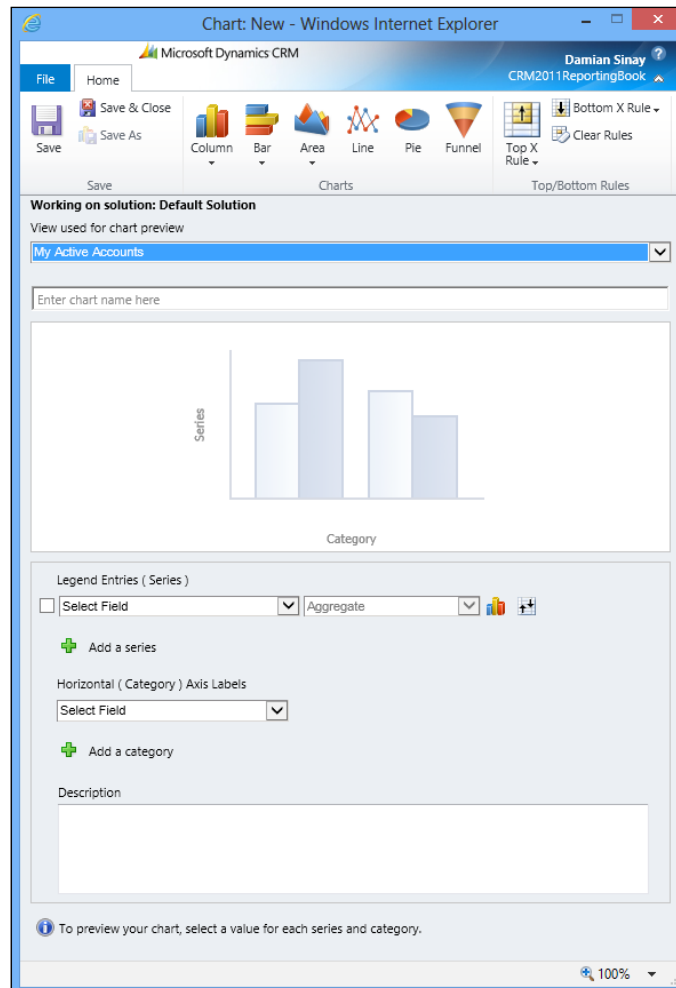 Chart: New - Windows Internet Explorer
Microsoft Dynamics CRM
Damian Sinay
CRM2011ReportingBook
File
Home
Save
Save & Close
Save As
Column
Bar
Area
Line
Pie
Funnel
Top X
Rule
Bottom X Rule
Clear Rules
Save
Charts
Top/Bottom Rules
Working on solution: Default Solution
View used for chart preview
My Active Accounts
Enter chart name here
Series
Category
Legend Entries ( Series )
Select Field
Aggregate
Add a series
Horizontal ( Category ) Axis Labels
Select Field
Add a category
Description
To preview your chart, select a value for each series and category.
100%